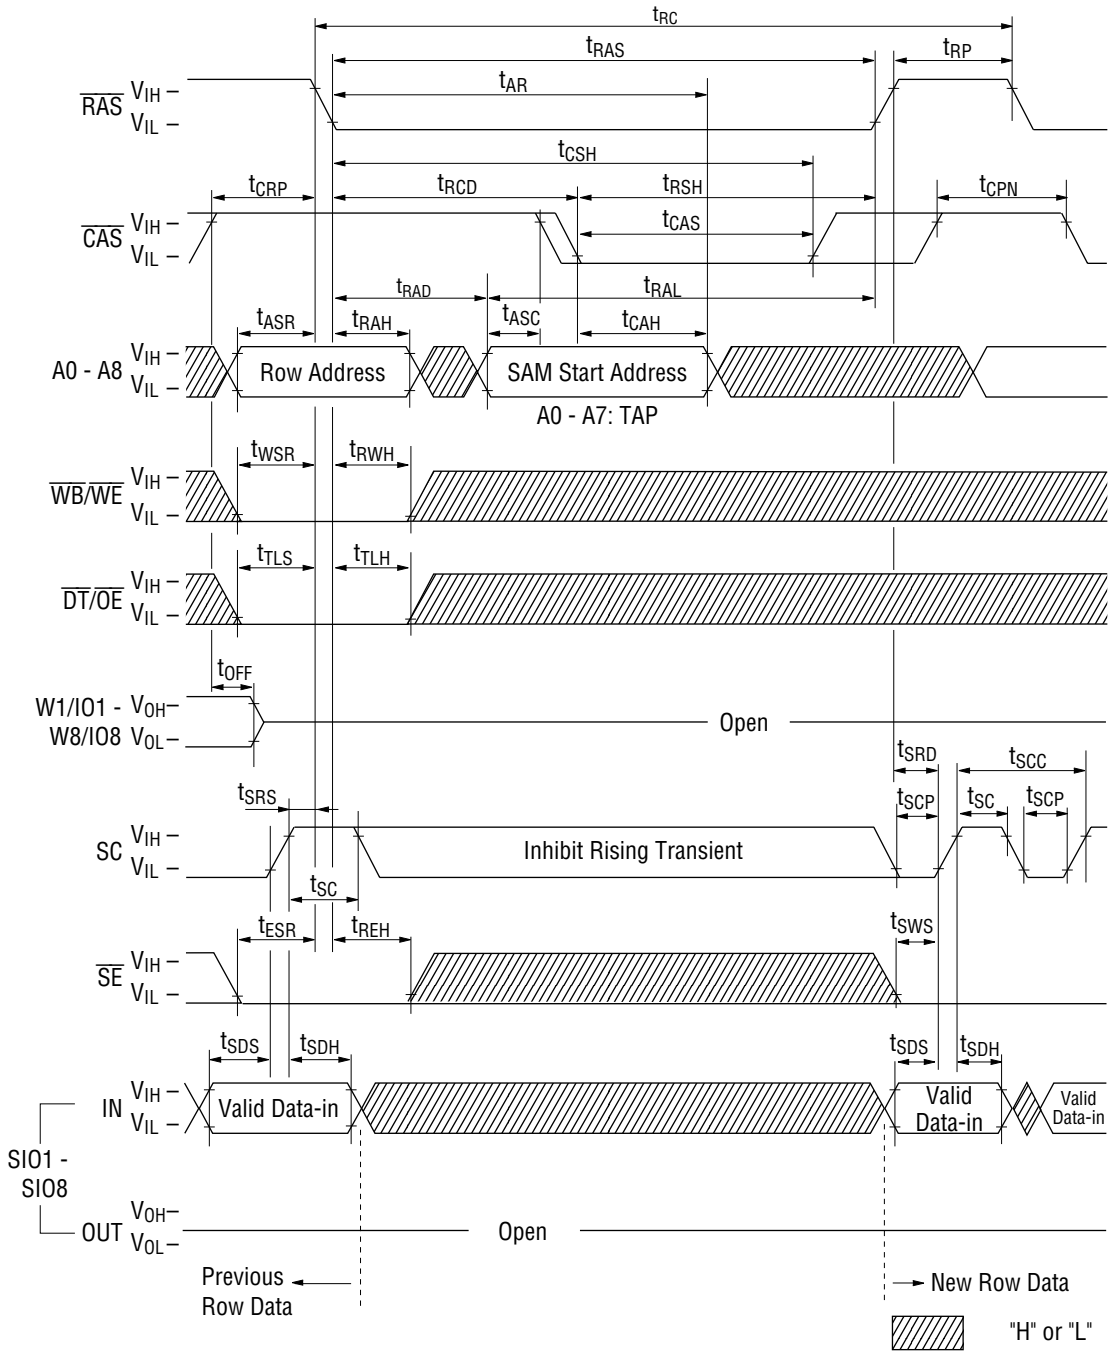 tRC
tRAS
tRP
tAR
RAS VIH
VIL
tCSH
tCRP
tRCD
tRSH
tCPN
CAS VIH
VIL
tCAS
tRAD
tRAL
tASR
tRAH
tASC
tCAH
A0 - A8 VIH
VIL
Row Address
SAM Start Address
A0 - A7: TAP
tWSR
tRWH
WB/WE VIH
VIL
tTLS
tTLH
DT/OE VIH
VIL
tOFF
W1/IO1 - VOH
W8/IO8 VOL
Open
tSRD
tSCC
tSRS
tSCP
tSC
tSCP
SC VIH
VIL
Inhibit Rising Transient
tSC
tESR
tREH
tSWS
SE VIH
VIL
tSDS
tSDH
tSDS
tSDH
IN VIH
VIL
Valid Data-in
Valid
Data-in
Valid
Data-in
SIO1 -
SIO8
OUT VOH
VOL
Open
Previous
Row Data
New Row Data
"H" or "L"